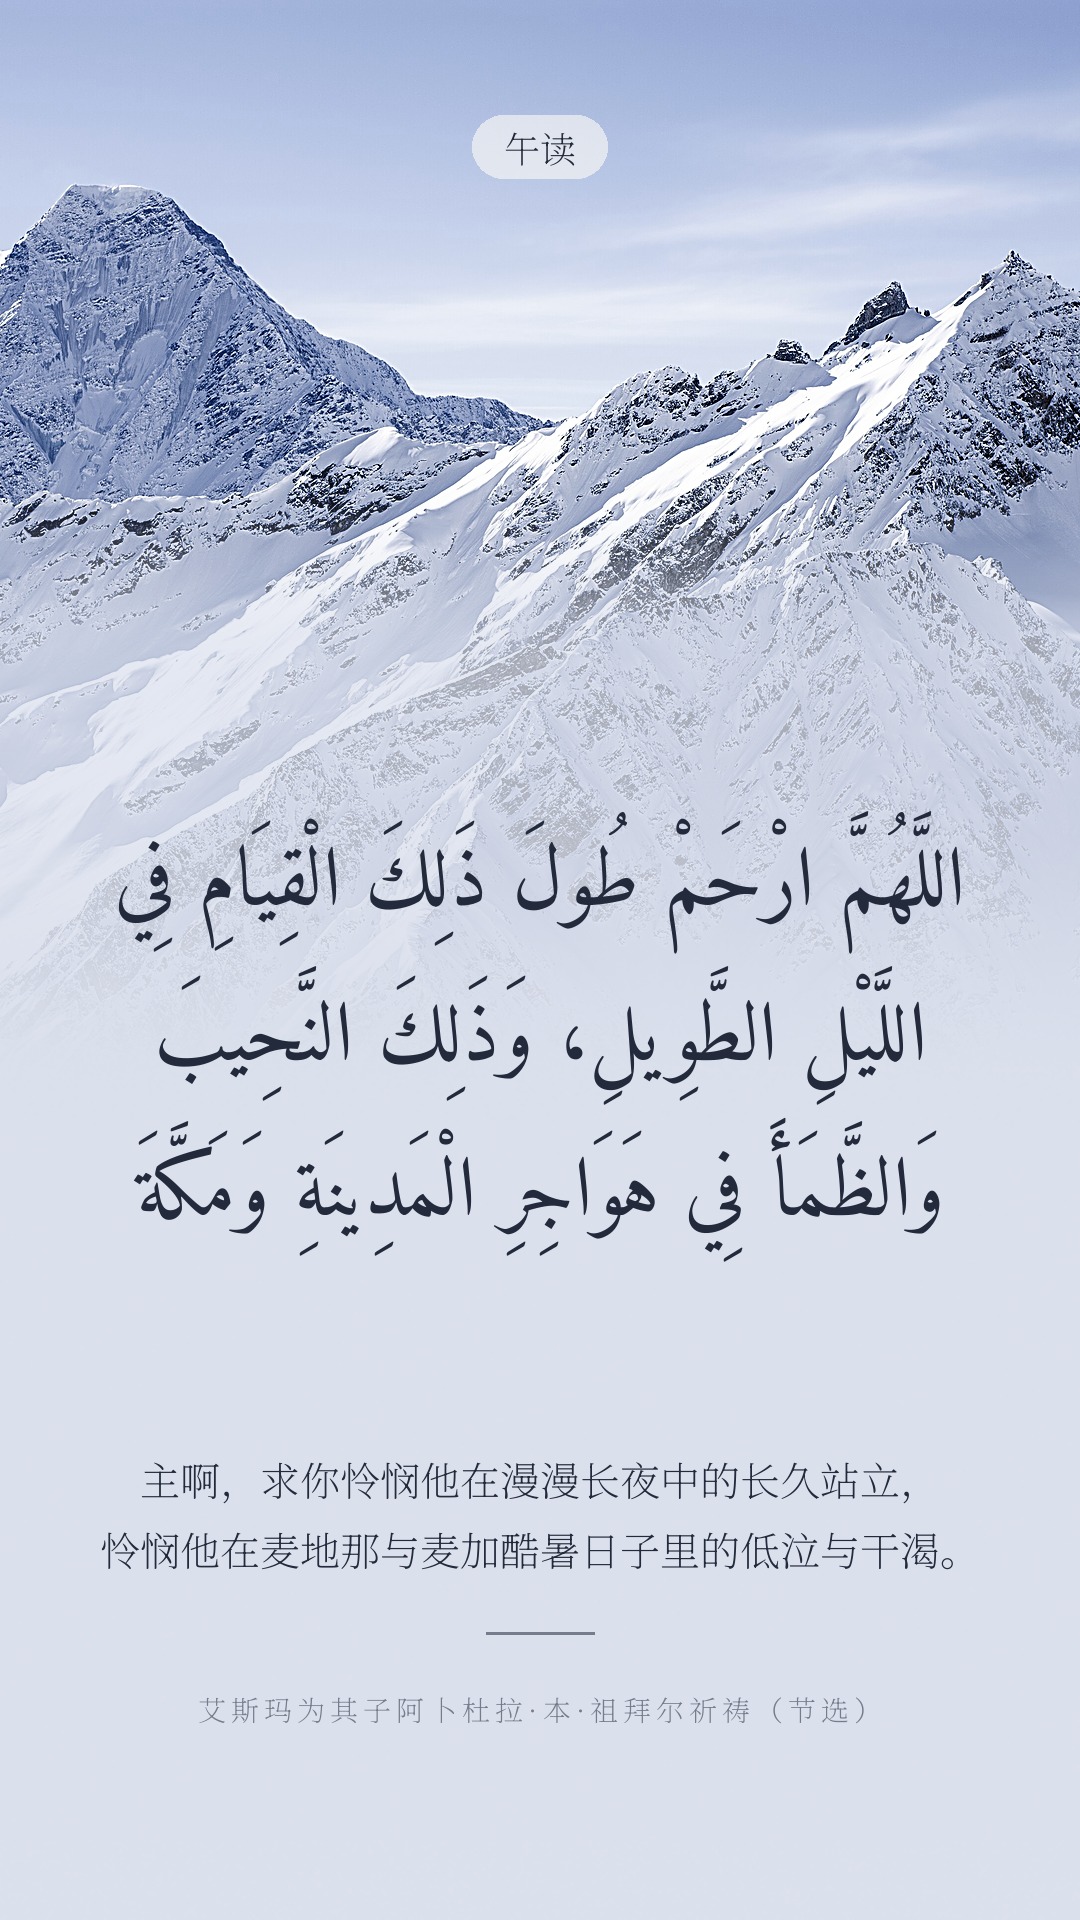 午读
اللَّهُمَّ ارْحَمْ طُولَ ذَلِكَ الْقِيَامِ فِي
اللَّيْلِ الطَّوِيلِ، وَذَلِكَ النَّحِيبَ
وَالظَّمَأَ فِي هَوَاجِرِ الْمَدِينَةِ وَمَكَّةَ
主啊，求你怜悯他在漫漫长夜中的长久站立，
怜悯他在麦地那与麦加酷暑日子里的低泣与干渴。
艾斯玛为其子阿卜杜拉·本·祖拜尔祈祷（节选）